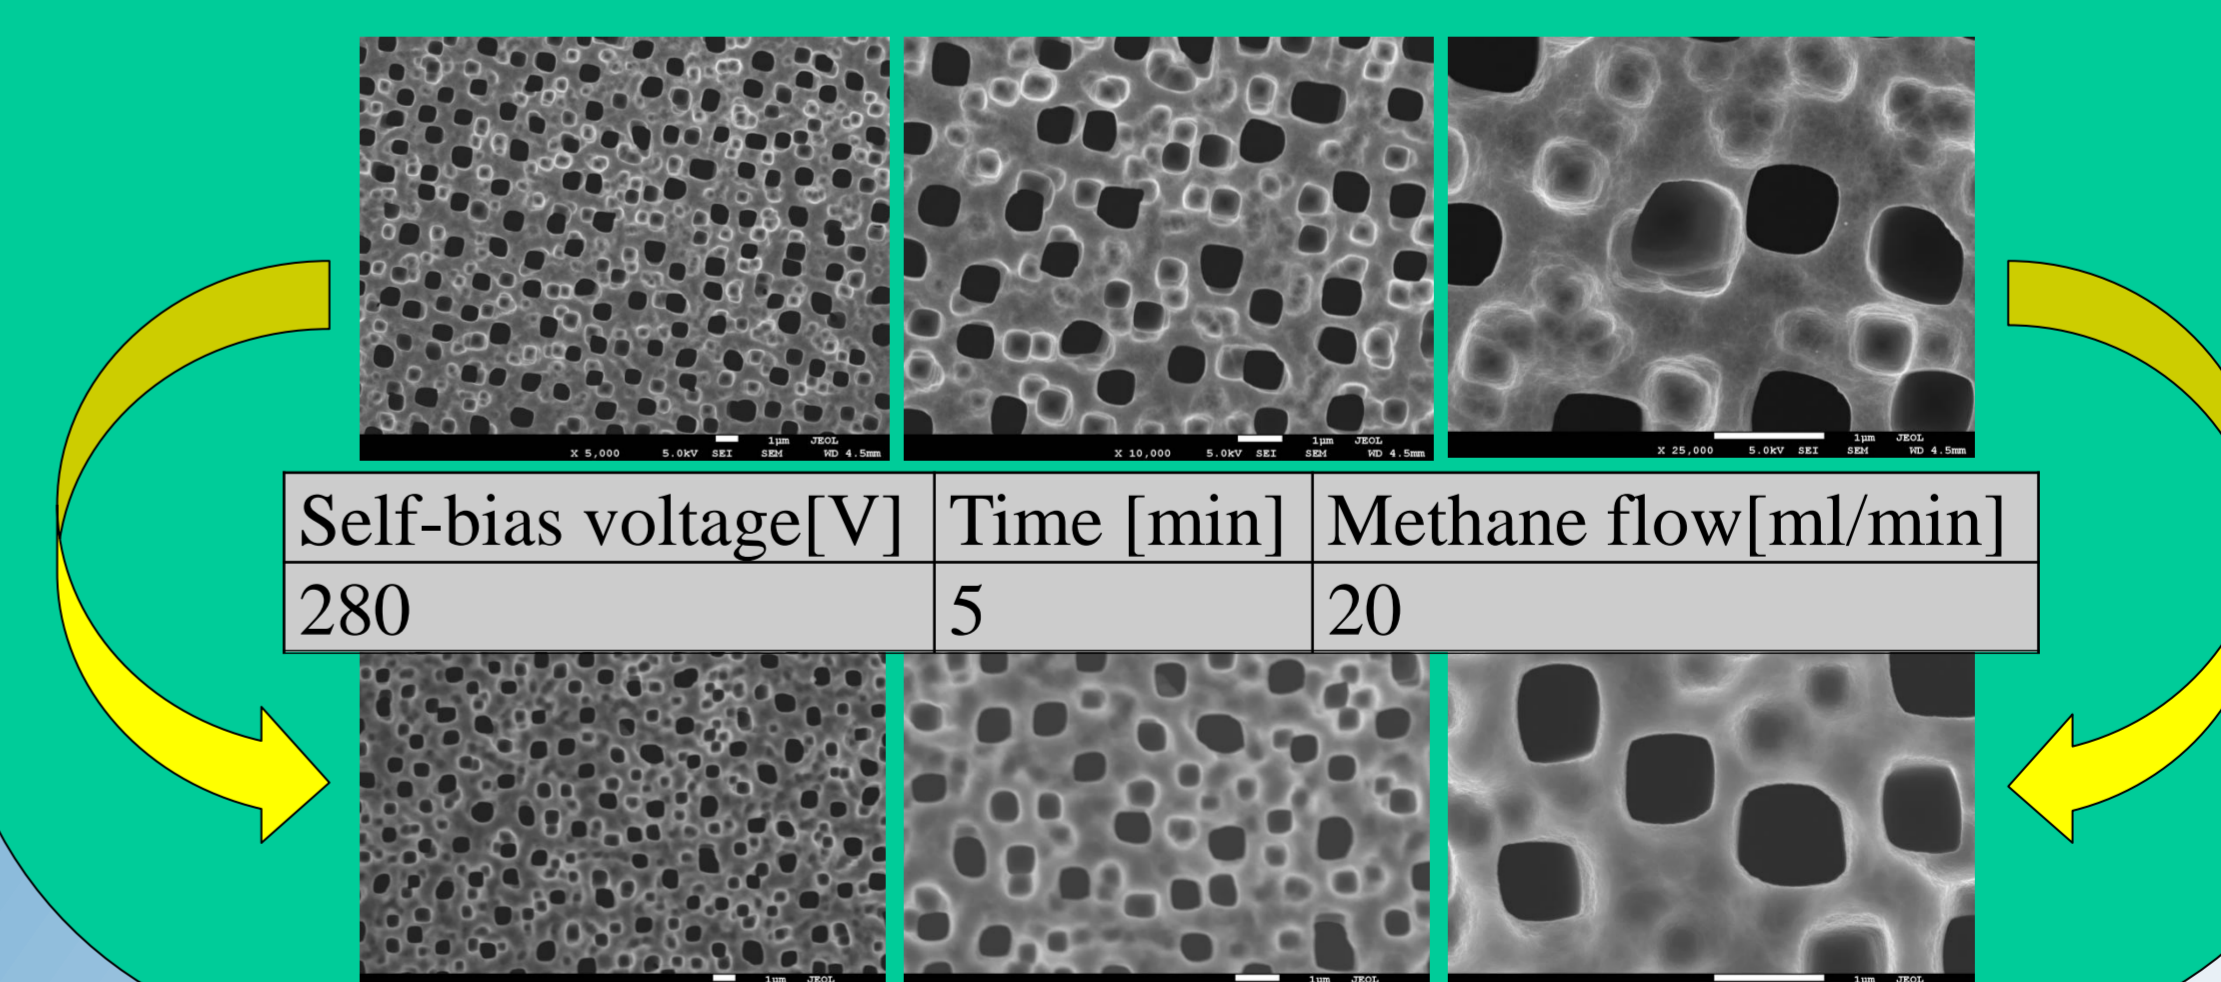 1µm JEOL
X 5,000 5.0kV SEI SEM WD 4.5mm
1µm JEOL
X 10,000 5.0kV SEI SEM WD 4.5mm
1µm JEOL
X 25,000 5.0kV SEI SEM WD 4.5mm
Self-bias voltage[V] Time [min] Methane flow[ml/min]
280 5 20
1µm JEOL
1µm JEOL
1µm JEOL